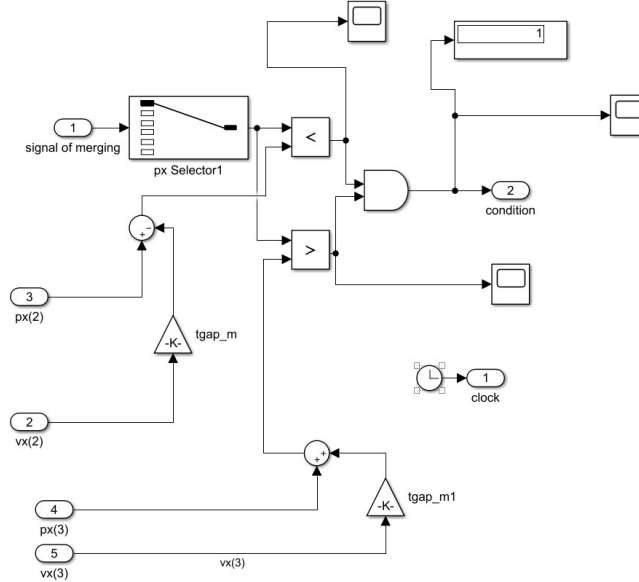 1
1
signal of merging
px Selector1
<
2
condition
+
−
>
3
px(2)
tgap_m
-K-
1
clock
2
vx(2)
+
+
4
px(3)
tgap_m1
-K-
5
vx(3)
vx(3)